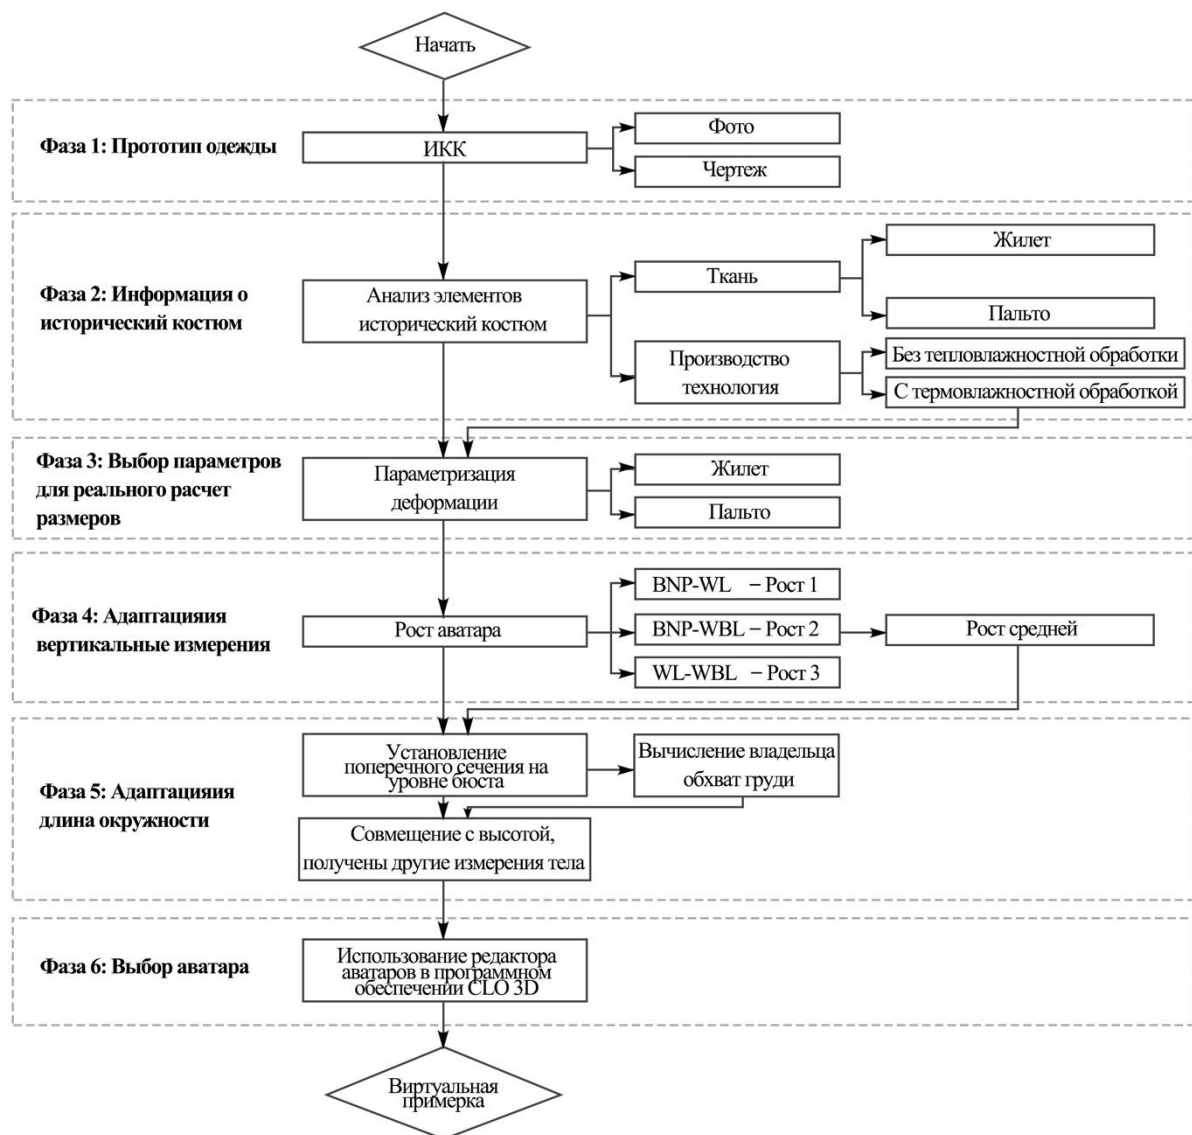 Начать
Фаза 1: Прототип одежды
ИКК
Фото
Чертеж
Фаза 2: Информация о
исторический костюм
Анализ элементов
исторический костюм
Ткань
Жилет
Пальто
Производство
технология
Без тепловлажностной обработки
С термовлажностной обработкой
Фаза 3: Выбор параметров
для реального расчет
размеров
Параметризация
деформации
Жилет
Пальто
Фаза 4: Адаптацияия
вертикальные измерения
Рост аватара
BNP-WL – Рост 1
BNP-WBL – Рост 2
WL-WBL – Рост 3
Рост средней
Фаза 5: Адаптацияия
длина окружности
Установление
поперечного сечения на
уровне бюста
Вычисление владельца
обхват груди
Совмещение с высотой,
получены другие измерения тела
Фаза 6: Выбор аватара
Использование редактора
аватаров в программном
обеспечении CLO 3D
Виртуальная
примерка